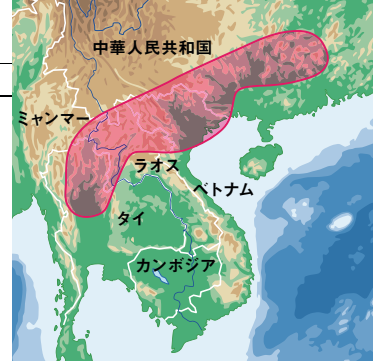 中華人民共和国
ミャンマー
ラオス
ベトナム
タイ
カンボジア